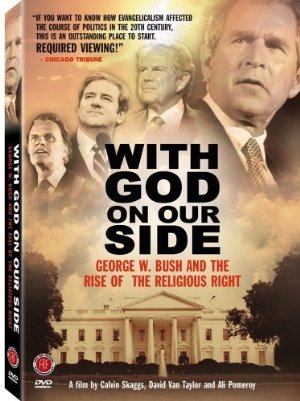 "IF YOU WANT TO KNOW HOW EVANGELICALISM AFFECTED
THE COURSE OF POLITICS IN THE 20TH CENTURY,
THIS IS AN OUTSTANDING PLACE TO START.
REQUIRED VIEWING!"
- CHICAGO TRIBUNE
WITH
GOD
ON OUR
SIDE
GEORGE W. BUSH AND THE
RISE OF THE RELIGIOUS RIGHT
A film by Calvin Skaggs, David Van Taylor and Ali Pomeroy
WITH GOD ON OUR SIDE
GEORGE W. BUSH AND THE RISE OF THE RELIGIOUS RIGHT
DVD